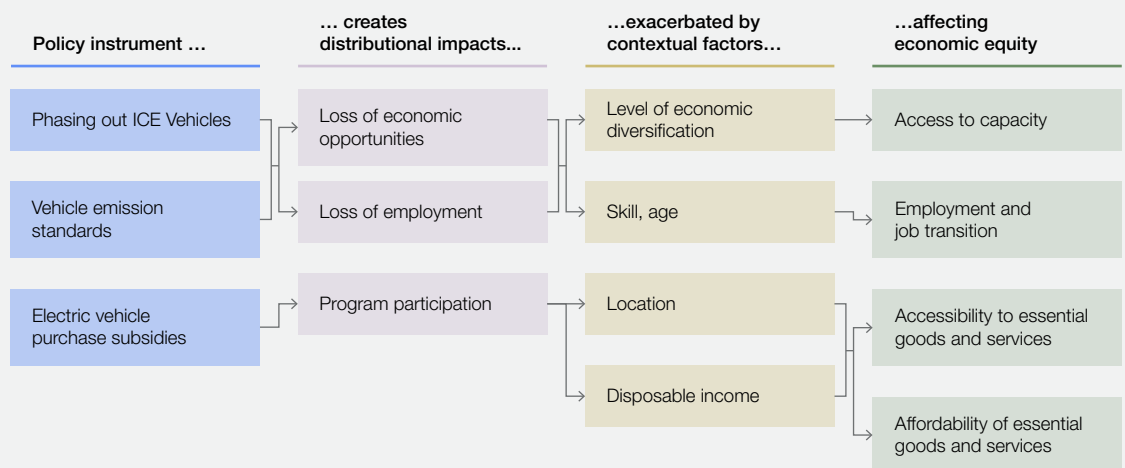 Policy instrument …
… creates
distributional impacts...
…exacerbated by
contextual factors…
…affecting
economic equity
Phasing out ICE Vehicles
Loss of economic
opportunities
Level of economic
diversification
Access to capacity
Vehicle emission
standards
Loss of employment
Skill, age
Employment and
job transition
Electric vehicle
purchase subsidies
Program participation
Location
Accessibility to essential
goods and services
Disposable income
Affordability of essential
goods and services